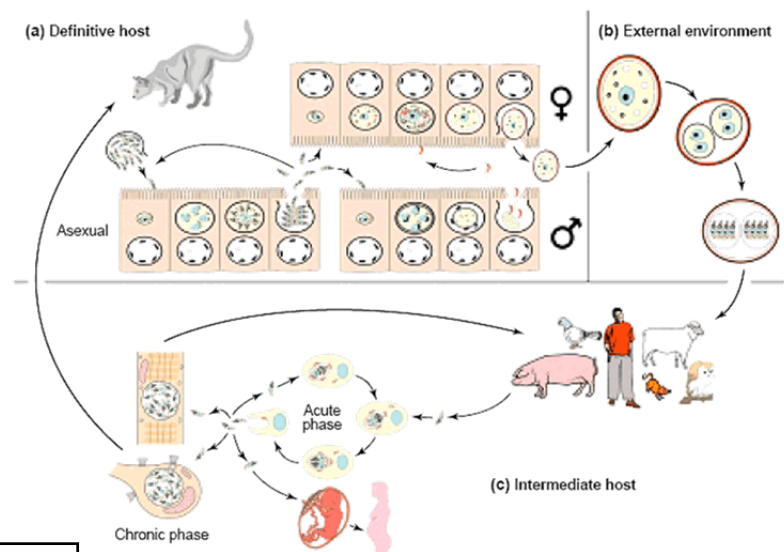 (a) Definitive host
(b) External environment
♀
Asexual
♂
Acute
phase
(c) Intermediate host
Chronic phase